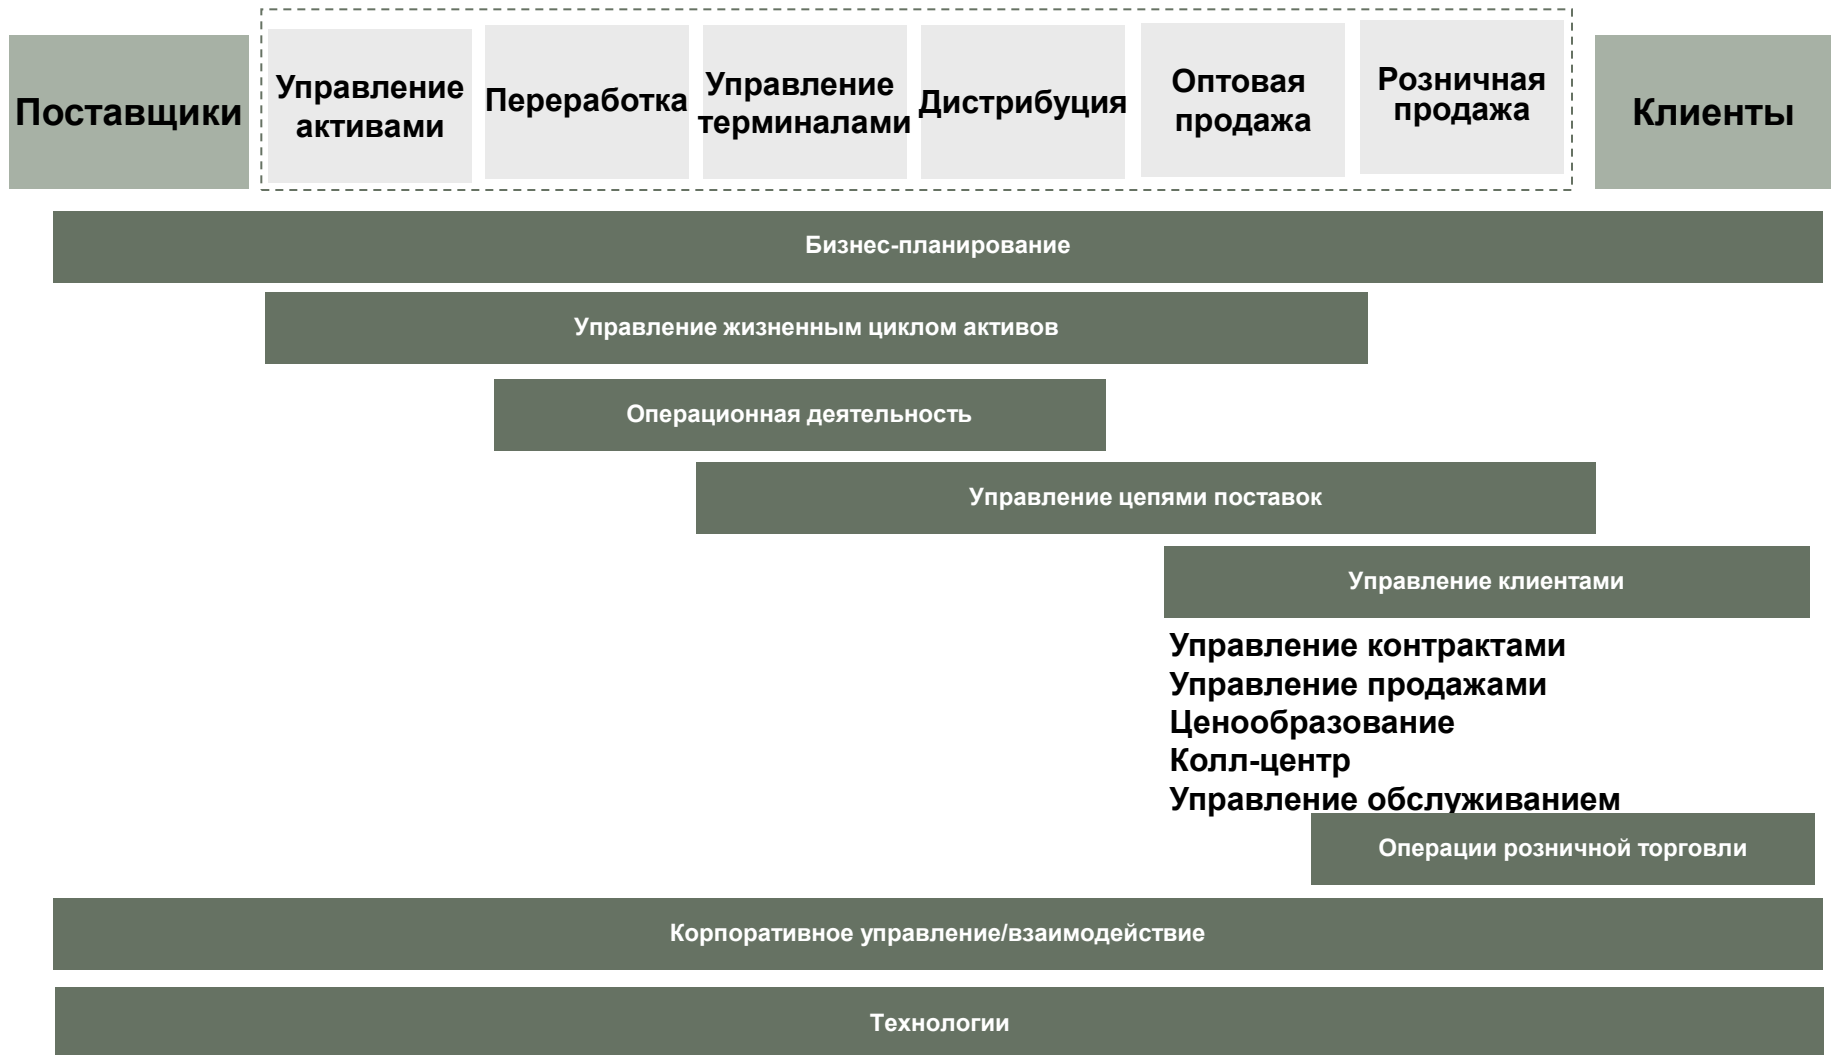 Поставщики
Управление
активами
Переработка
Управление
терминалами
Дистрибуция
Оптовая
продажа
Розничная
продажа
Клиенты
Бизнес-планирование
Управление жизненным циклом активов
Операционная деятельность
Управление цепями поставок
Управление клиентами
Управление контрактами
Управление продажами
Ценообразование
Колл-центр
Управление обслуживанием
Операции розничной торговли
Корпоративное управление/взаимодействие
Технологии